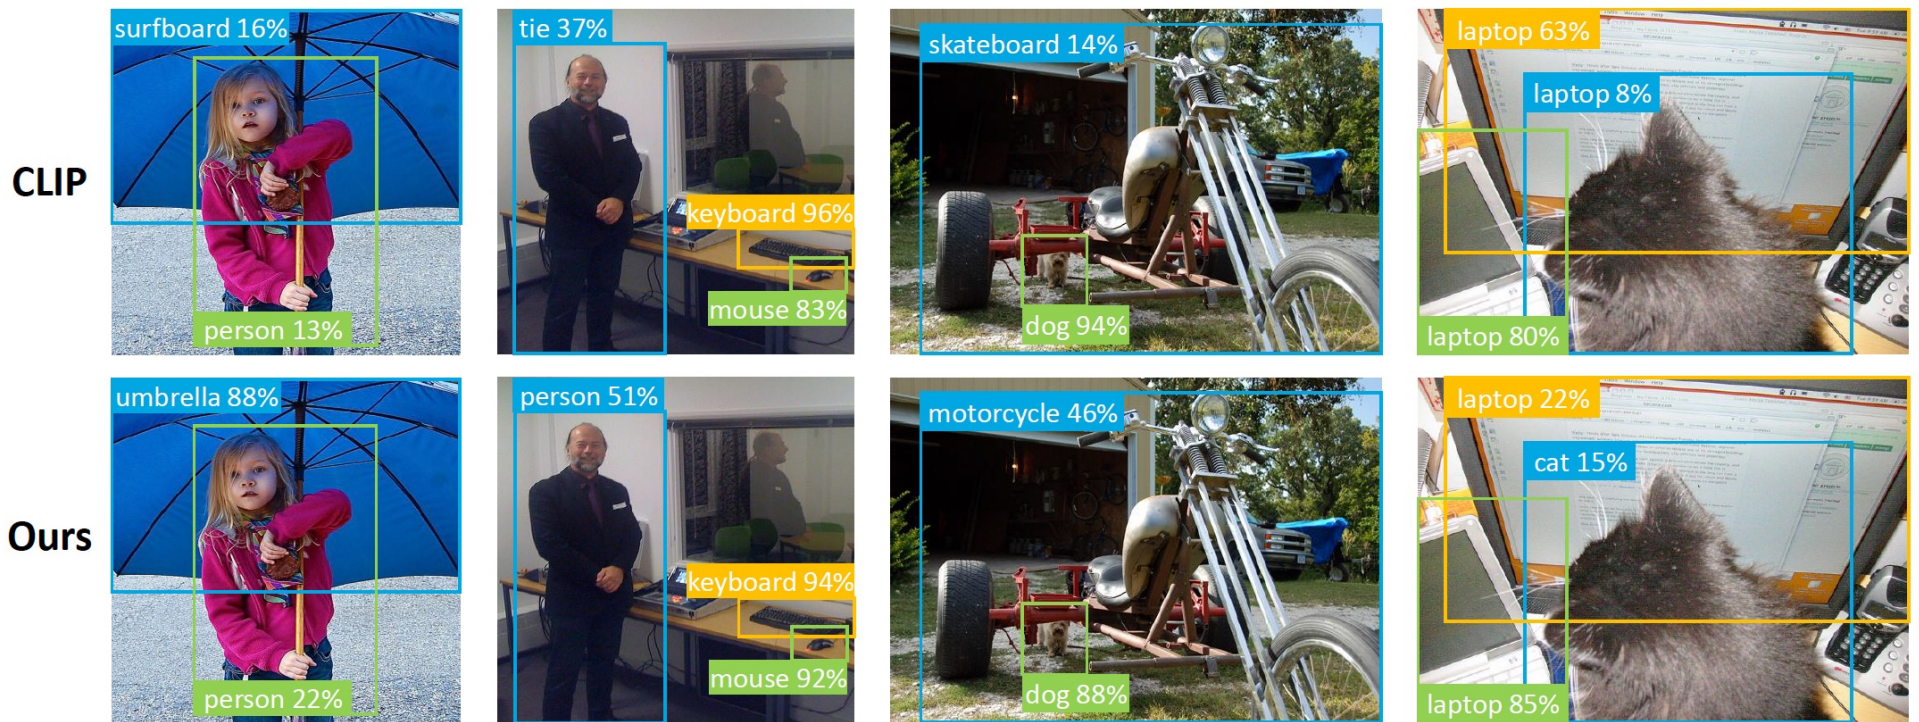 surfboard 16%
tie 37%
skateboard 14%
laptop 63%
laptop 8%
CLIP
keyboard 96%
mouse 83%
person 13%
dog 94%
laptop 80%
umbrella 88%
person 51%
motorcycle 46%
laptop 22%
cat 15%
Ours
keyboard 94%
mouse 92%
person 22%
dog 88%
laptop 85%